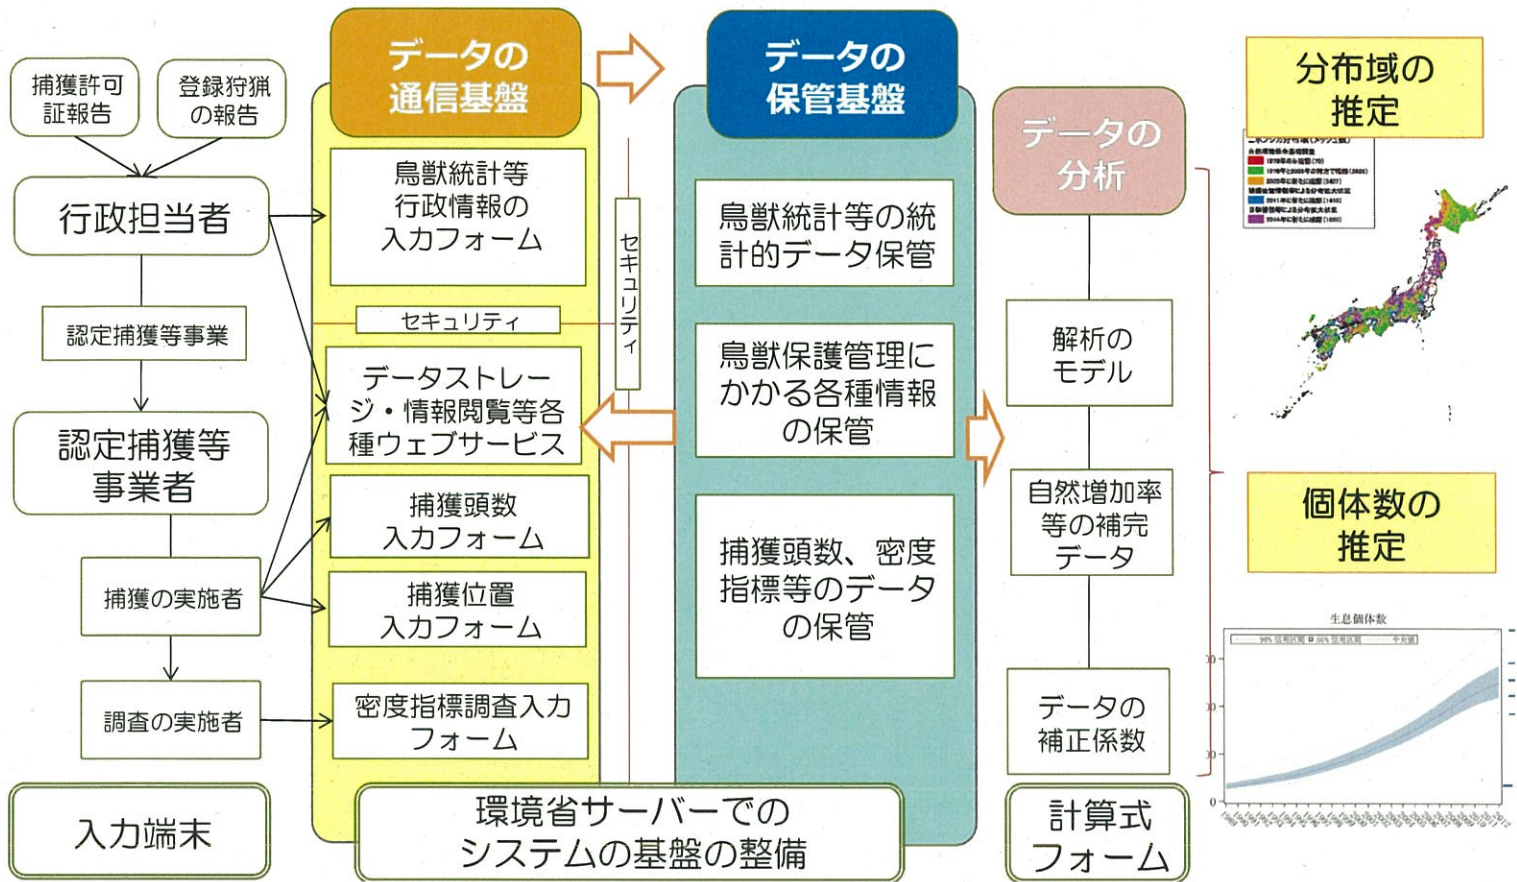 捕獲許可
証報告
登録狩猟
の報告
行政担当者
認定捕獲等事業
認定捕獲等
事業者
捕獲の実施者
調査の実施者
入力端末
データの
通信基盤
鳥獣統計等
行政情報の
入力フォーム
セキュリティ
セキュリティ
データストレー
ジ・情報閲覧等各
種ウェブサービス
捕獲頭数
入力フォーム
捕獲位置
入力フォーム
密度指標調査入力
フォーム
データの
保管基盤
鳥獣統計等の統
計的データ保管
鳥獣保護管理に
かかる各種情報
の保管
捕獲頭数、密度
指標等のデータ
の保管
環境省サーバーでの
システムの基盤の整備
データの
分析
解析の
モデル
自然増加率
等の補完
データ
データの
補正係数
計算式
フォーム
分布域の
推定
個体数の
推定
生息個体数
90% 信用区間 50% 信用区間 中央値
0